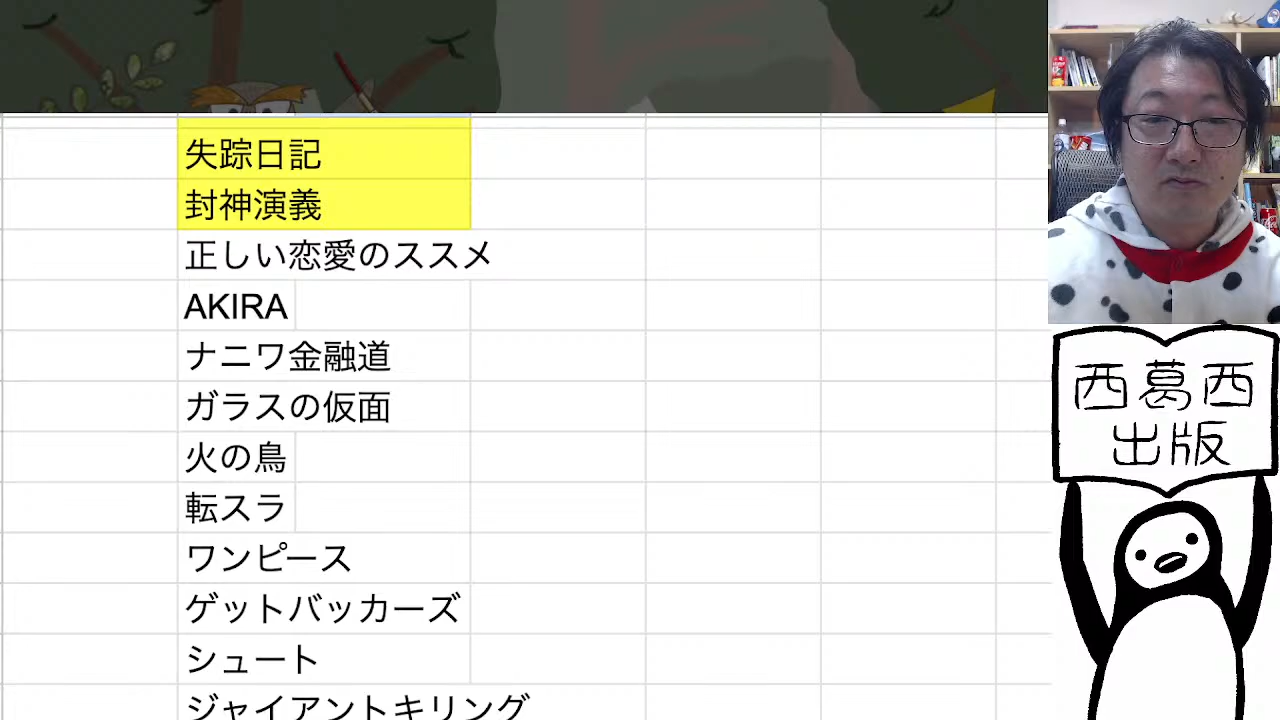 失踪日記
封神演義
正しい恋愛のススメ
AKIRA
ナニワ金融道
ガラスの仮面
火の鳥
転スラ
ワンピース
ゲットバッカーズ
シュート
ジャイアントキリング
西葛西
出版